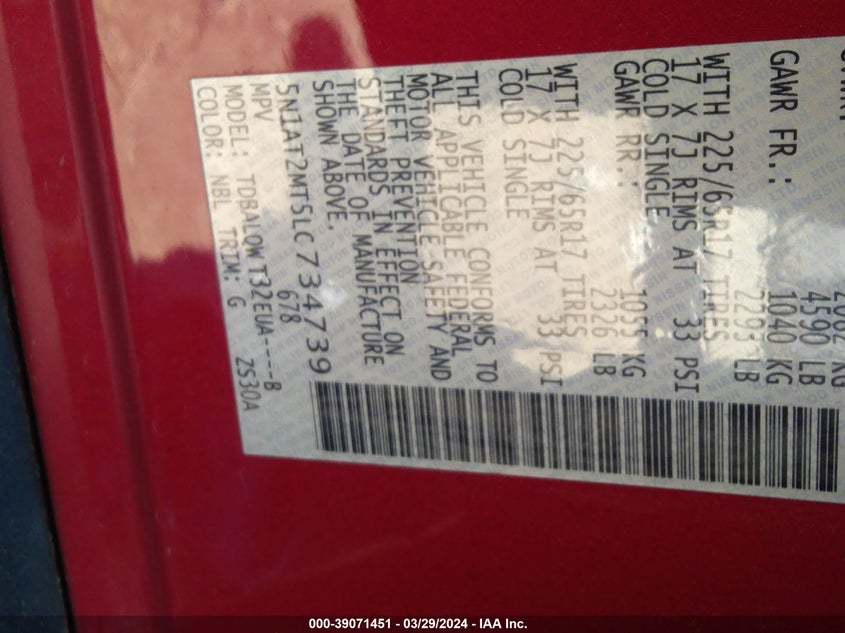 2082 KG
4590 LB
GAWR FR.: 1040 KG
2293 LB
WITH 225/65R17 TIRES
17 X 7J RIMS AT 33 PSI
COLD SINGLE
GAWR RR.: 1055 KG
2326 LB
WITH 225/65R17 TIRES
17 X 7J RIMS AT 33 PSI
COLD SINGLE
THIS VEHICLE CONFORMS TO
ALL APPLICABLE FEDERAL
MOTOR VEHICLE SAFETY AND
THEFT PREVENTION
STANDARDS IN EFFECT ON
THE DATE OF MANUFACTURE
SHOWN ABOVE.
5N1AT2MT5LC734739
MPV 678
MODEL: TDBALQW T32EUA----B
COLOR: NBL TRIM: G ZS30A
000-39071451 — 03/29/2024 — IAA Inc.